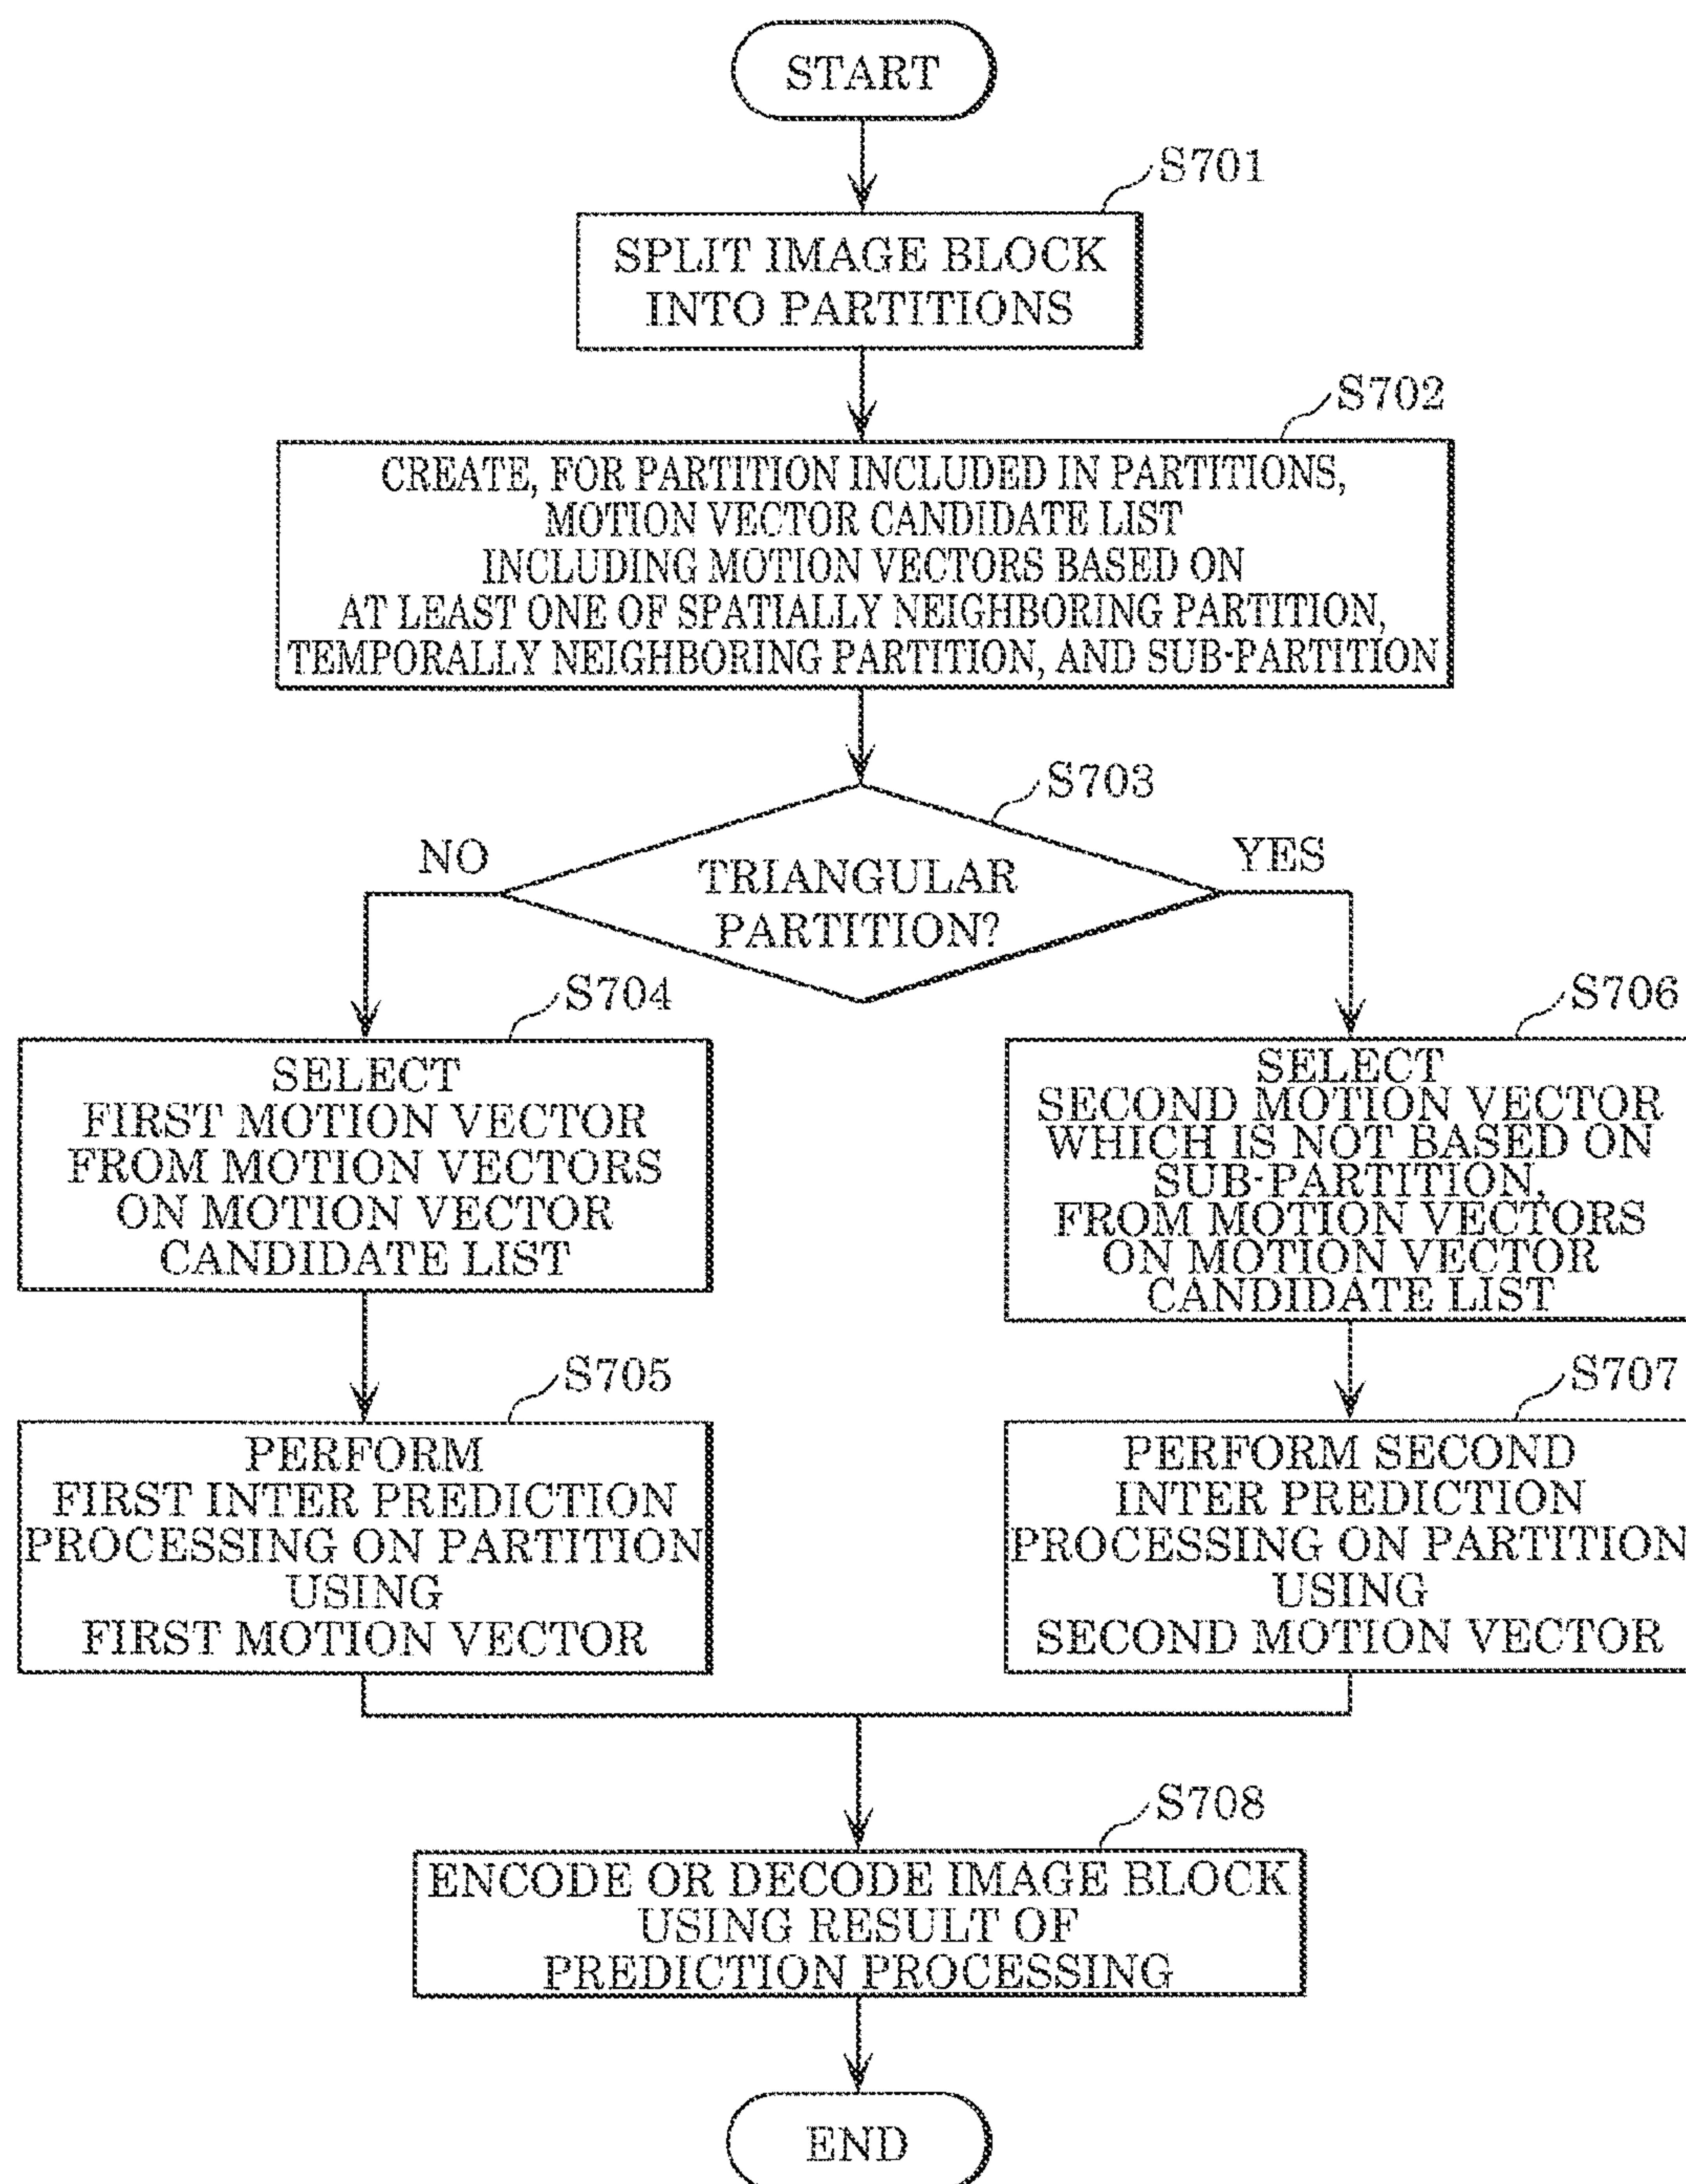 START
S701
SPLIT IMAGE BLOCK
INTO PARTITIONS
S702
CREATE, FOR PARTITION INCLUDED IN PARTITIONS,
MOTION VECTOR CANDIDATE LIST
INCLUDING MOTION VECTORS BASED ON
AT LEAST ONE OF SPATIALLY NEIGHBORING PARTITION,
TEMPORALLY NEIGHBORING PARTITION, AND SUB-PARTITION
S703
NO
YES
TRIANGULAR
PARTITION?
S704
SELECT
FIRST MOTION VECTOR
FROM MOTION VECTORS
ON MOTION VECTOR
CANDIDATE LIST
S706
SELECT
SECOND MOTION VECTOR
WHICH IS NOT BASED ON
SUB-PARTITION,
FROM MOTION VECTORS
ON MOTION VECTOR
CANDIDATE LIST
S705
PERFORM
FIRST INTER PREDICTION
PROCESSING ON PARTITION
USING
FIRST MOTION VECTOR
S707
PERFORM SECOND
INTER PREDICTION
PROCESSING ON PARTITION
USING
SECOND MOTION VECTOR
S708
ENCODE OR DECODE IMAGE BLOCK
USING RESULT OF
PREDICTION PROCESSING
END